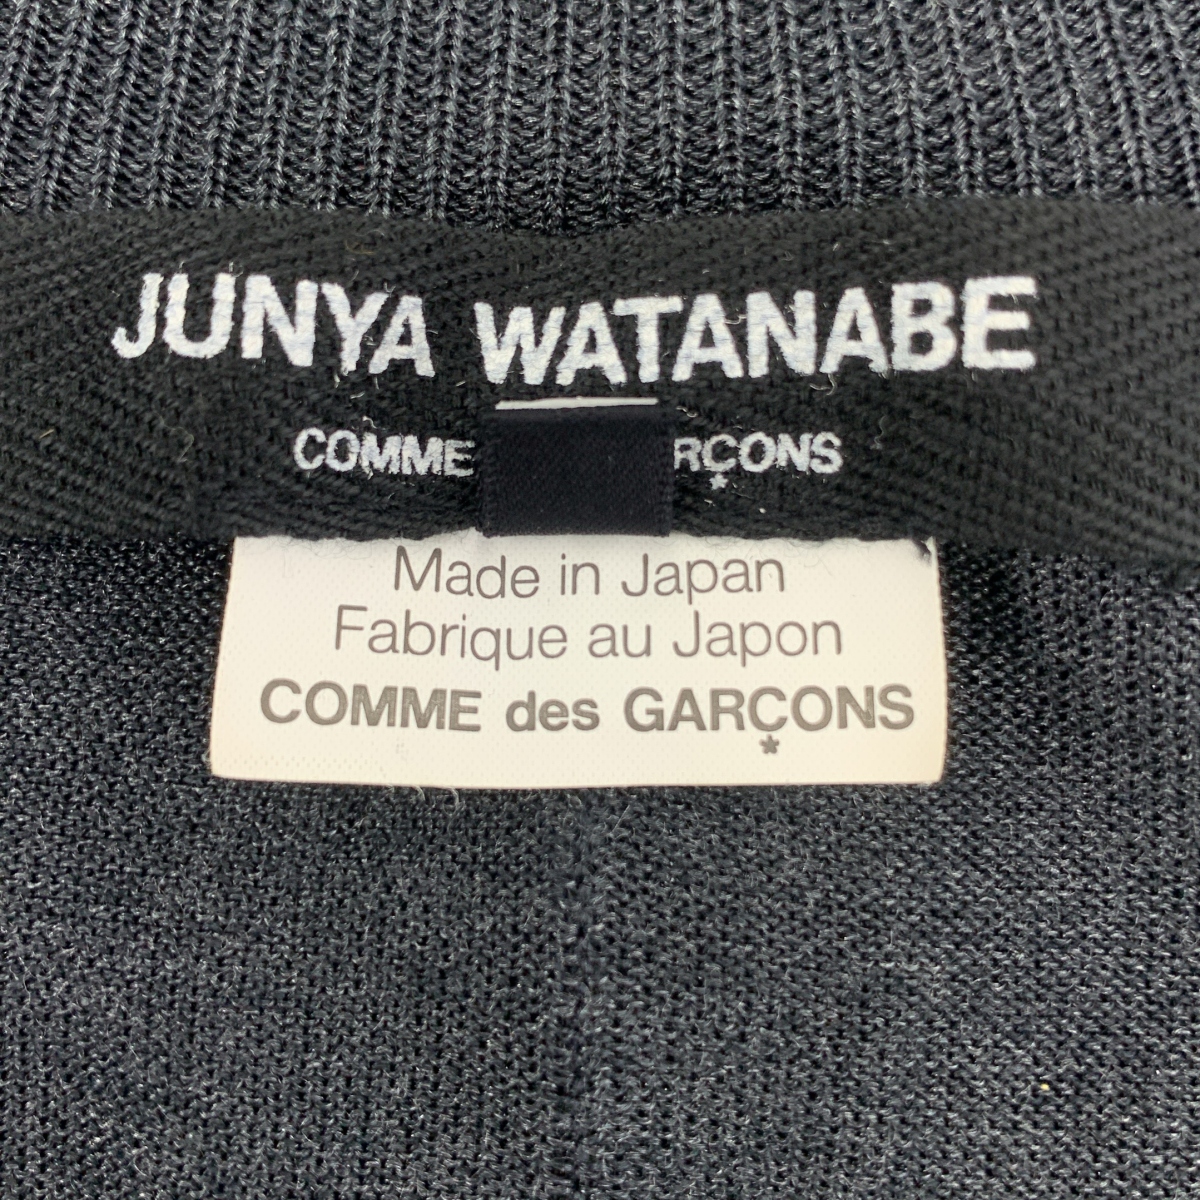 JUNYA WATANABE
COMME RÇONS
Made in Japan
Fabrique au Japon
COMME des GARÇONS